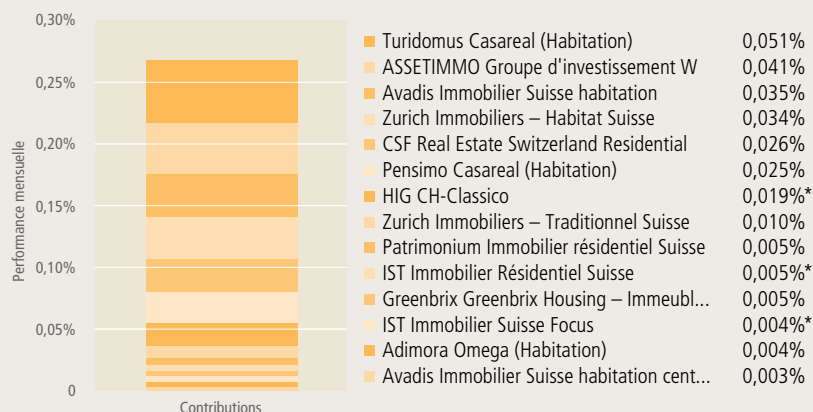 0,30%
0,25%
0,20%
0,15%
0,10%
0,05%
0
Performance mensuelle
Contributions
Turidomus Casareal (Habitation) 0,051%
ASSETIMMO Groupe d'investissement W 0,041%
Avadis Immobilier Suisse habitation 0,035%
Zurich Immobiliers – Habitat Suisse 0,034%
CSF Real Estate Switzerland Residential 0,026%
Pensimo Casareal (Habitation) 0,025%
HIG CH-Classico 0,019%*
Zurich Immobiliers – Traditionnel Suisse 0,010%
Patrimonium Immobilier résidentiel Suisse 0,005%
IST Immobilier Résidentiel Suisse 0,005%*
Greenbrix Greenbrix Housing – Immeubl... 0,005%
IST Immobilier Suisse Focus 0,004%*
Adimora Omega (Habitation) 0,004%
Avadis Immobilier Suisse habitation cent... 0,003%